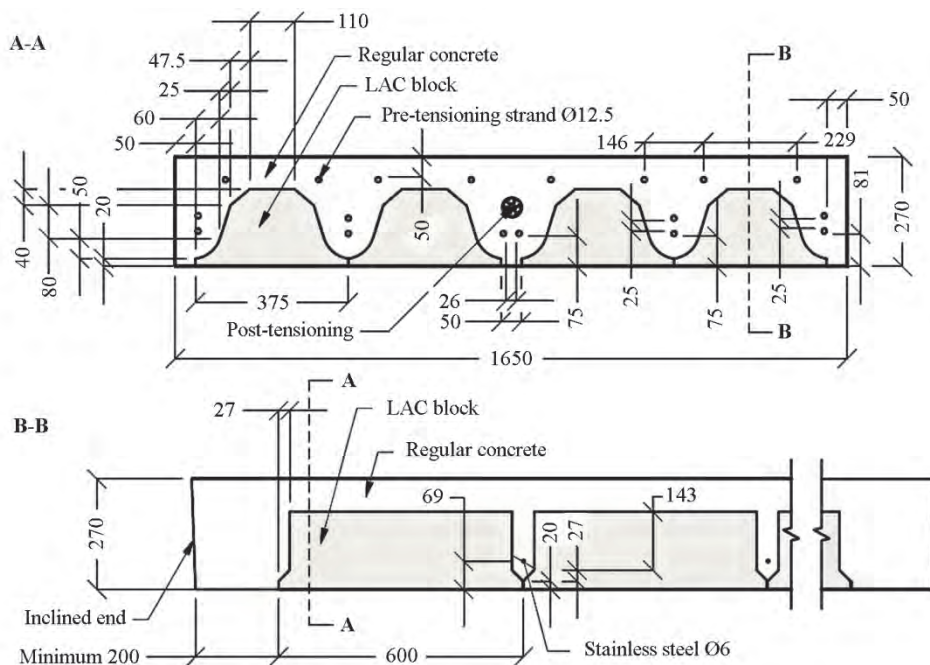 A-A
110
Regular concrete
47.5
LAC block
25
Pre-tensioning strand Ø12.5
60
50
B
50
146
229
50
20
40
80
50
81
270
375
26
50
75
25
75
25
Post-tensioning
B
1650
B-B
A
27
LAC block
Regular concrete
69
143
270
20
27
Inclined end
A
Stainless steel Ø6
Minimum 200
600